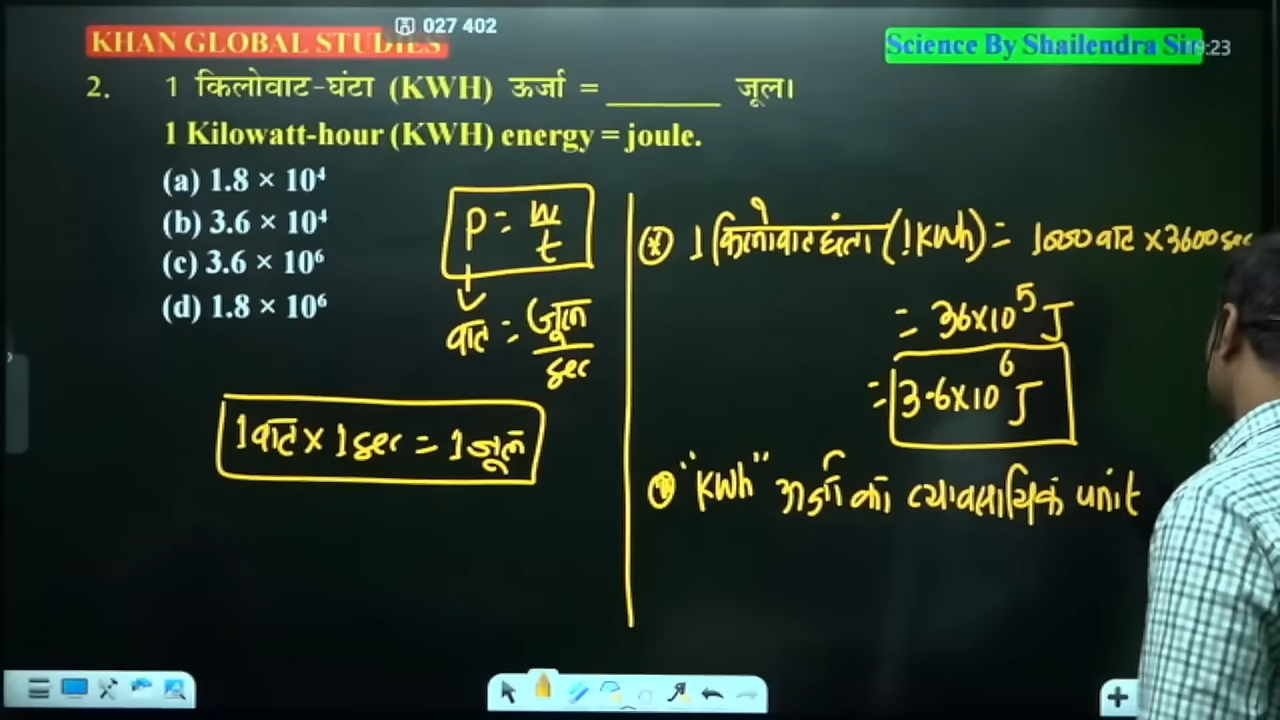 027 402
KHAN GLOBAL STUDIES
Science By Shailendra Sir
9:23
2. 1 किलोवाट-घंटा (KWH) ऊर्जा = ________ जूल।
1 Kilowatt-hour (KWH) energy = joule.
(a) 1.8 × 10⁴
(b) 3.6 × 10⁴
(c) 3.6 × 10⁶
(d) 1.8 × 10⁶
P = W/t
वाट = जूल/sec
1 वाट × 1 sec = 1 जूल
1 किलोवाट घंटा (1 kWh) = 1000 वाट × 3600 sec
= 36×10⁵ J
= 3.6×10⁶ J
"kWh" ऊर्जा का व्यावसायिक unit